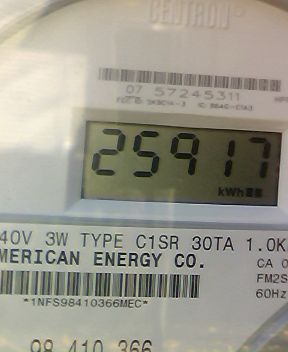 CENTRON®
07 57245311
25917
kWh
40V 3W TYPE C1SR 30TA 1.0K
MERICAN ENERGY CO.
CA 0
FM2S
*1NFS98410366MEC*
60Hz
98 410 366